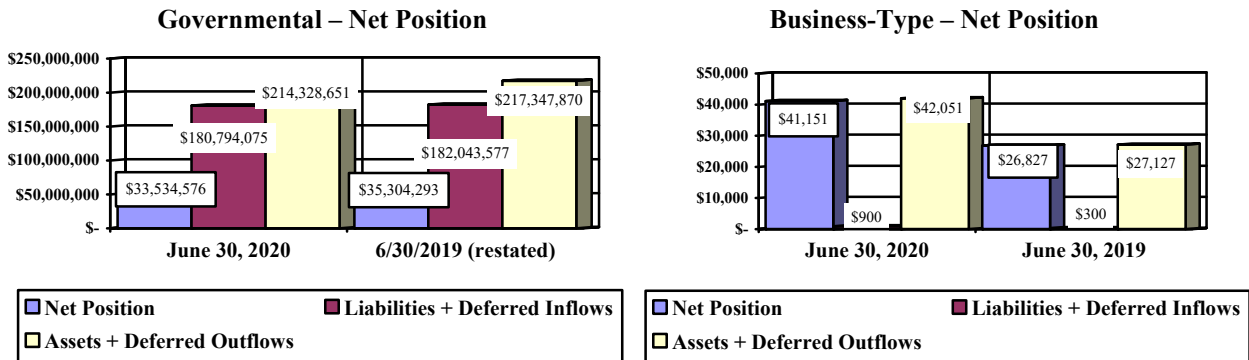 Governmental – Net Position
$250,000,000
$200,000,000
$150,000,000
$100,000,000
$50,000,000
$-
$33,534,576
$180,794,075
$214,328,651
$35,304,293
$182,043,577
$217,347,870
June 30, 2020
6/30/2019 (restated)
Net Position
Liabilities + Deferred Inflows
Assets + Deferred Outflows
Business-Type – Net Position
$50,000
$40,000
$30,000
$20,000
$10,000
$-
$41,151
$900
$42,051
$26,827
$300
$27,127
June 30, 2020
June 30, 2019
Net Position
Liabilities + Deferred Inflows
Assets + Deferred Outflows